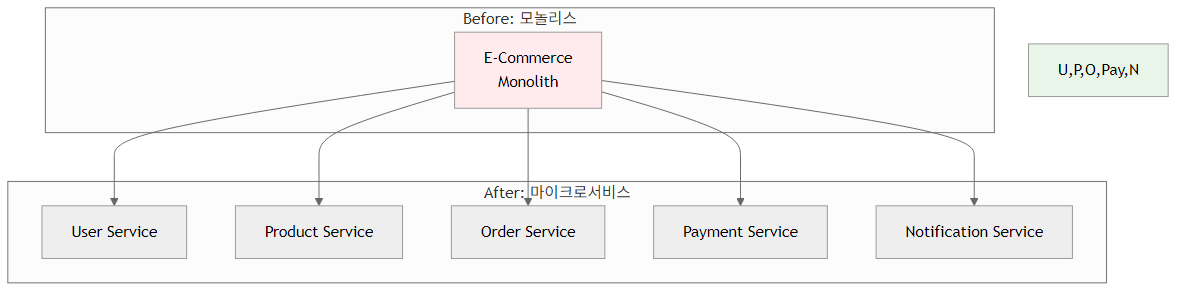 Before: 모놀리스
E-Commerce
Monolith
U,P,O,Pay,N
After: 마이크로서비스
User Service
Product Service
Order Service
Payment Service
Notification Service